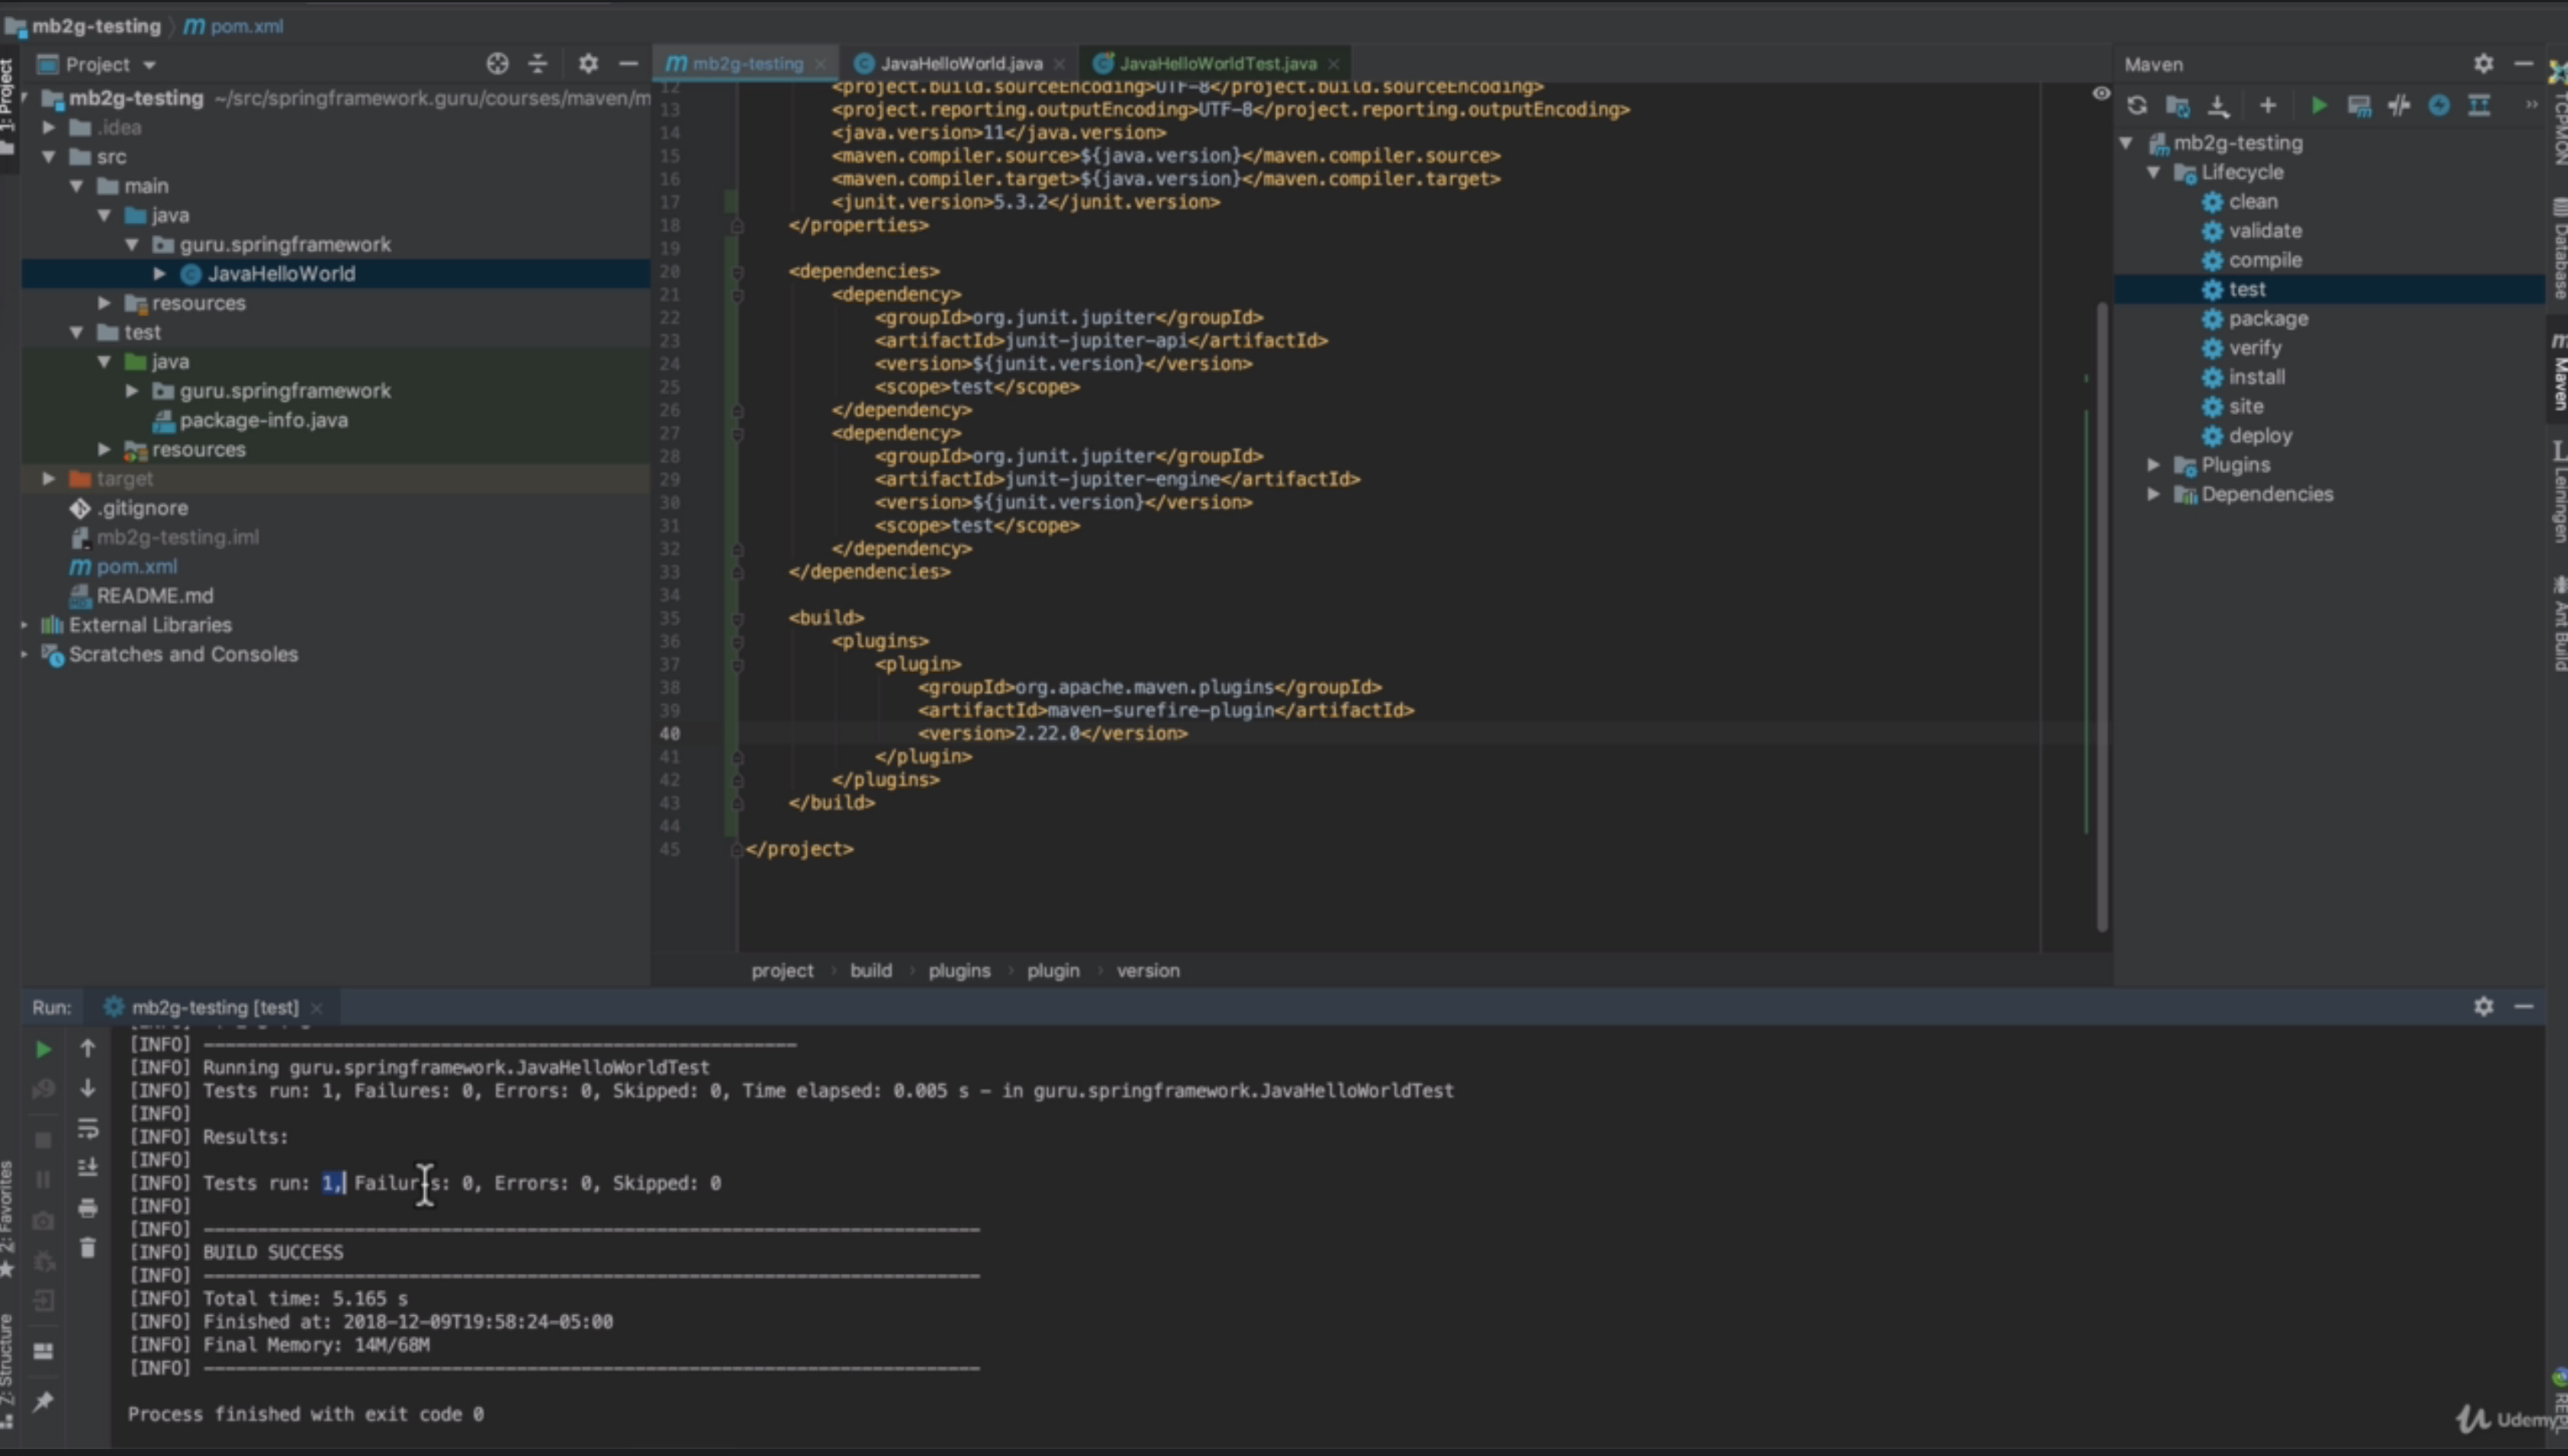 mb2g-testing
pom.xml
1: Project
Project
mb2g-testing ~/src/springframework.guru/courses/maven/m
.idea
src
main
java
guru.springframework
JavaHelloWorld
resources
test
java
guru.springframework
package-info.java
resources
target
.gitignore
mb2g-testing.iml
pom.xml
README.md
External Libraries
Scratches and Consoles
mb2g-testing
JavaHelloWorld.java
JavaHelloWorldTest.java
12 <project.build.sourceEncoding>UTF-8</project.build.sourceEncoding>
13 <project.reporting.outputEncoding>UTF-8</project.reporting.outputEncoding>
14 <java.version>11</java.version>
15 <maven.compiler.source>${java.version}</maven.compiler.source>
16 <maven.compiler.target>${java.version}</maven.compiler.target>
17 <junit.version>5.3.2</junit.version>
18 </properties>
19
20 <dependencies>
21 <dependency>
22 <groupId>org.junit.jupiter</groupId>
23 <artifactId>junit-jupiter-api</artifactId>
24 <version>${junit.version}</version>
25 <scope>test</scope>
26 </dependency>
27 <dependency>
28 <groupId>org.junit.jupiter</groupId>
29 <artifactId>junit-jupiter-engine</artifactId>
30 <version>${junit.version}</version>
31 <scope>test</scope>
32 </dependency>
33 </dependencies>
34
35 <build>
36 <plugins>
37 <plugin>
38 <groupId>org.apache.maven.plugins</groupId>
39 <artifactId>maven-surefire-plugin</artifactId>
40 <version>2.22.0</version>
41 </plugin>
42 </plugins>
43 </build>
44
45 </project>
project › build › plugins › plugin › version
Maven
mb2g-testing
Lifecycle
clean
validate
compile
test
package
verify
install
site
deploy
Plugins
Dependencies
TCPMON
Database
Maven
Leiningen
Ant Build
Run: mb2g-testing [test]
[INFO] -------------------------------------------------------
[INFO] Running guru.springframework.JavaHelloWorldTest
[INFO] Tests run: 1, Failures: 0, Errors: 0, Skipped: 0, Time elapsed: 0.005 s - in guru.springframework.JavaHelloWorldTest
[INFO]
[INFO] Results:
[INFO]
[INFO] Tests run: 1, Failures: 0, Errors: 0, Skipped: 0
[INFO]
[INFO] ------------------------------------------------------------------------
[INFO] BUILD SUCCESS
[INFO] ------------------------------------------------------------------------
[INFO] Total time: 5.165 s
[INFO] Finished at: 2018-12-09T19:58:24-05:00
[INFO] Final Memory: 14M/68M
[INFO] ------------------------------------------------------------------------
Process finished with exit code 0
2: Favorites
7: Structure
REPL
Udemy